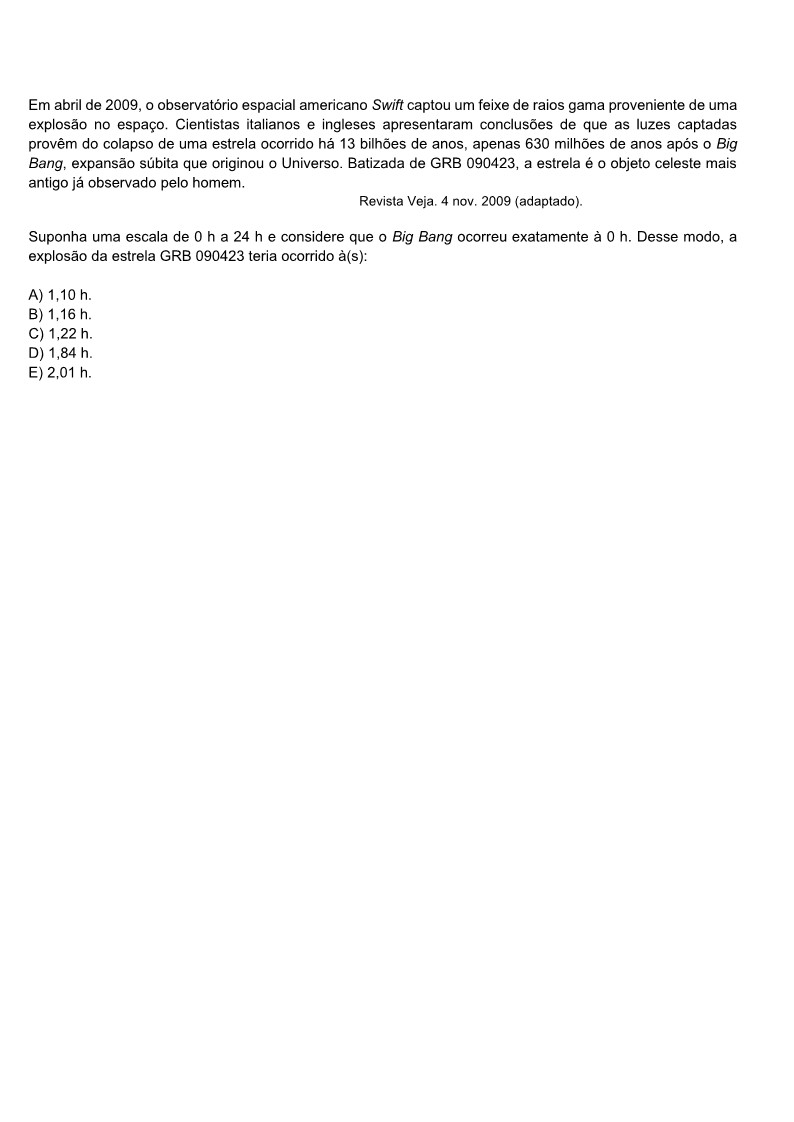 Em abril de 2009, o observatório espacial americano Swift captou um feixe de raios gama proveniente de uma
explosão no espaço. Cientistas italianos e ingleses apresentaram conclusões de que as luzes captadas
provêm do colapso de uma estrela ocorrido há 13 bilhões de anos, apenas 630 milhões de anos após o Big
Bang, expansão súbita que originou o Universo. Batizada de GRB 090423, a estrela é o objeto celeste mais
antigo já observado pelo homem.
Revista Veja. 4 nov. 2009 (adaptado).
Suponha uma escala de 0 h a 24 h e considere que o Big Bang ocorreu exatamente à 0 h. Desse modo, a
explosão da estrela GRB 090423 teria ocorrido à(s):
A) 1,10 h.
B) 1,16 h.
C) 1,22 h.
D) 1,84 h.
E) 2,01 h.